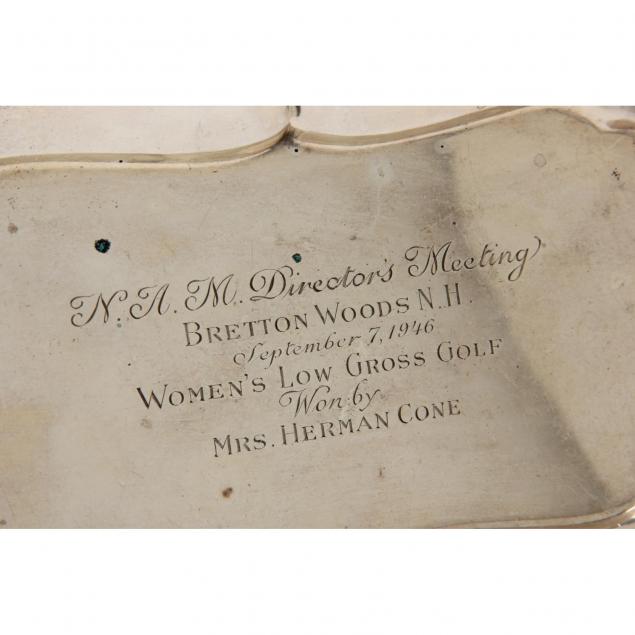 N.A.M. Director's Meeting
Bretton Woods N.H.
September 7, 1946
Women's Low Gross Golf
Won by
Mrs. Herman Cone